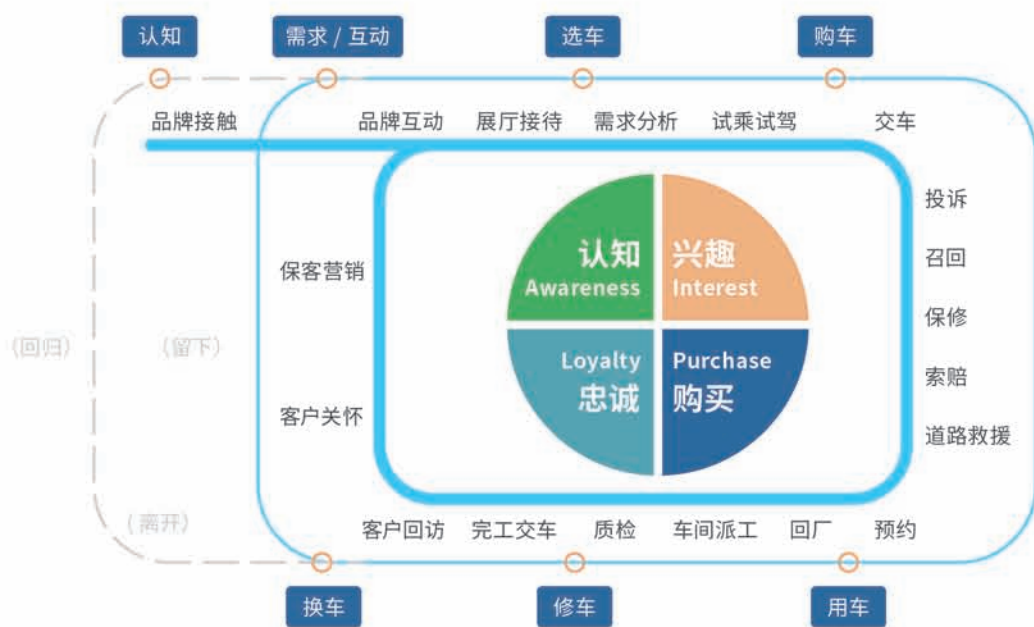 认知
需求 / 互动
选车
购车
品牌接触
品牌互动
展厅接待
需求分析
试乘试驾
交车
投诉
召回
保修
索赔
道路救援
认知
Awareness
兴趣
Interest
Loyalty
忠诚
Purchase
购买
保客营销
客户关怀
(回归)
(留下)
(离开)
客户回访
完工交车
质检
车间派工
回厂
预约
换车
修车
用车